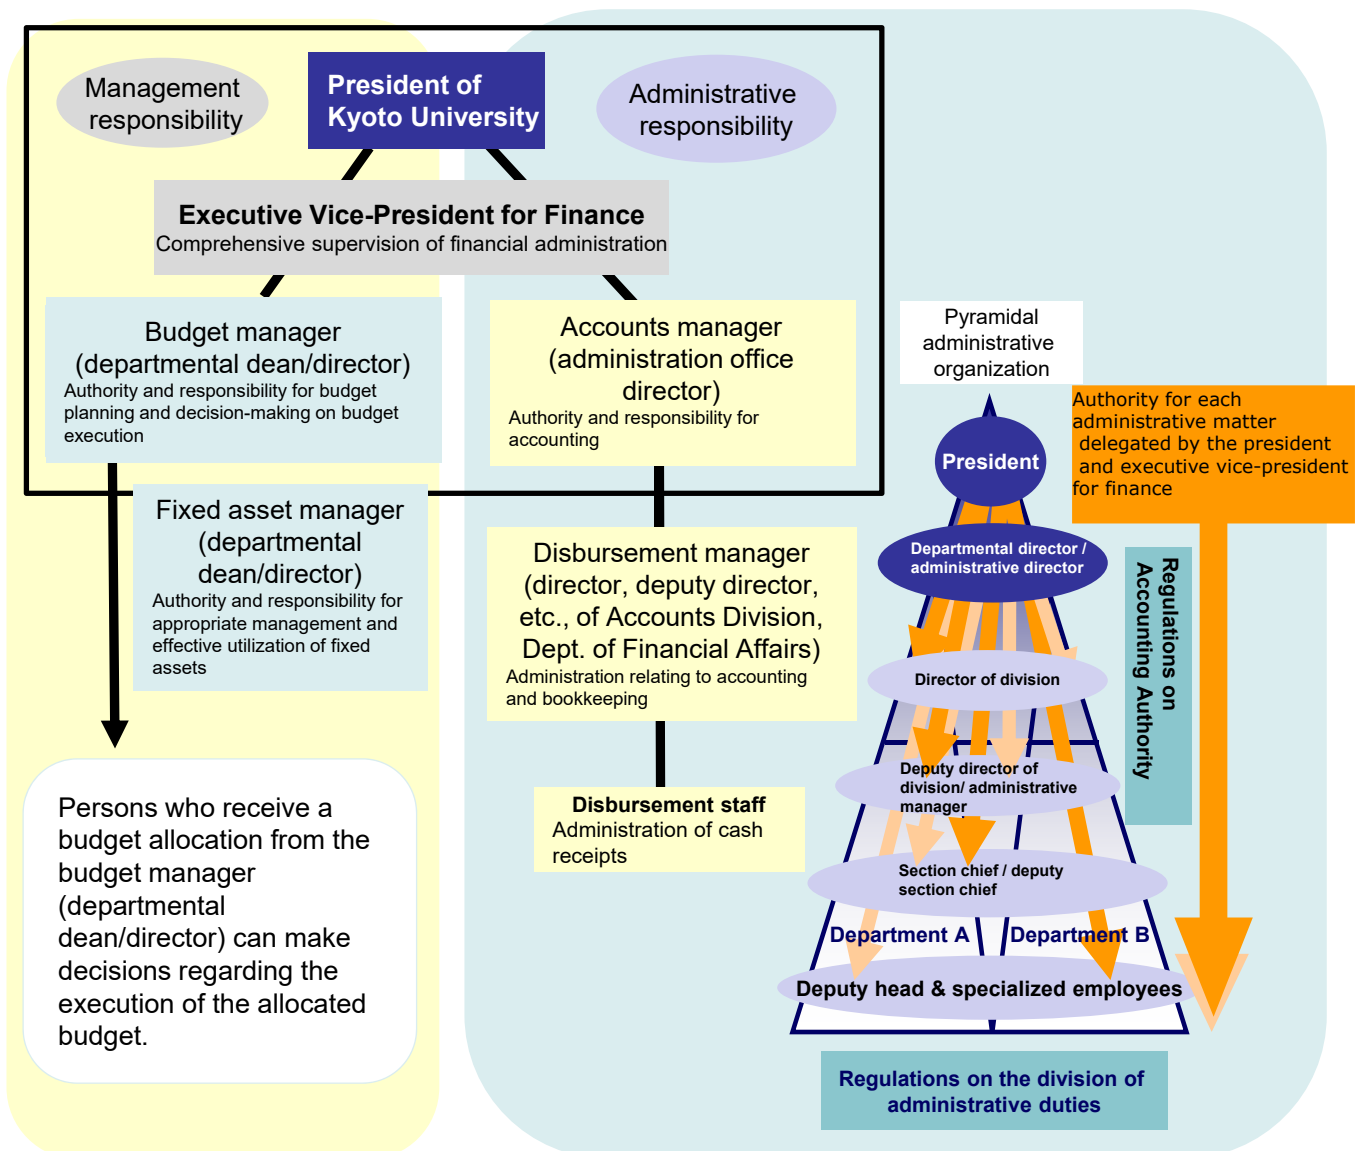 Management
responsibility
President of
Kyoto University
Administrative
responsibility
Executive Vice-President for Finance
Comprehensive supervision of financial administration
Budget manager
(departmental dean/director)
Authority and responsibility for budget
planning and decision-making on budget
execution
Accounts manager
(administration office
director)
Authority and responsibility for
accounting
Fixed asset manager
(departmental
dean/director)
Authority and responsibility for
appropriate management and
effective utilization of fixed
assets
Disbursement manager
(director, deputy director,
etc., of Accounts Division,
Dept. of Financial Affairs)
Administration relating to accounting
and bookkeeping
Disbursement staff
Administration of cash
receipts
Persons who receive a
budget allocation from the
budget manager
(departmental
dean/director) can make
decisions regarding the
execution of the allocated
budget.
Pyramidal
administrative
organization
Authority for each
administrative matter
delegated by the president
and executive vice-president
for finance
President
Departmental director /
administrative director
Director of division
Deputy director of
division/ administrative
manager
Section chief / deputy
section chief
Department A
Department B
Deputy head & specialized employees
Regulations on
Accounting Authority
Regulations on the division of
administrative duties